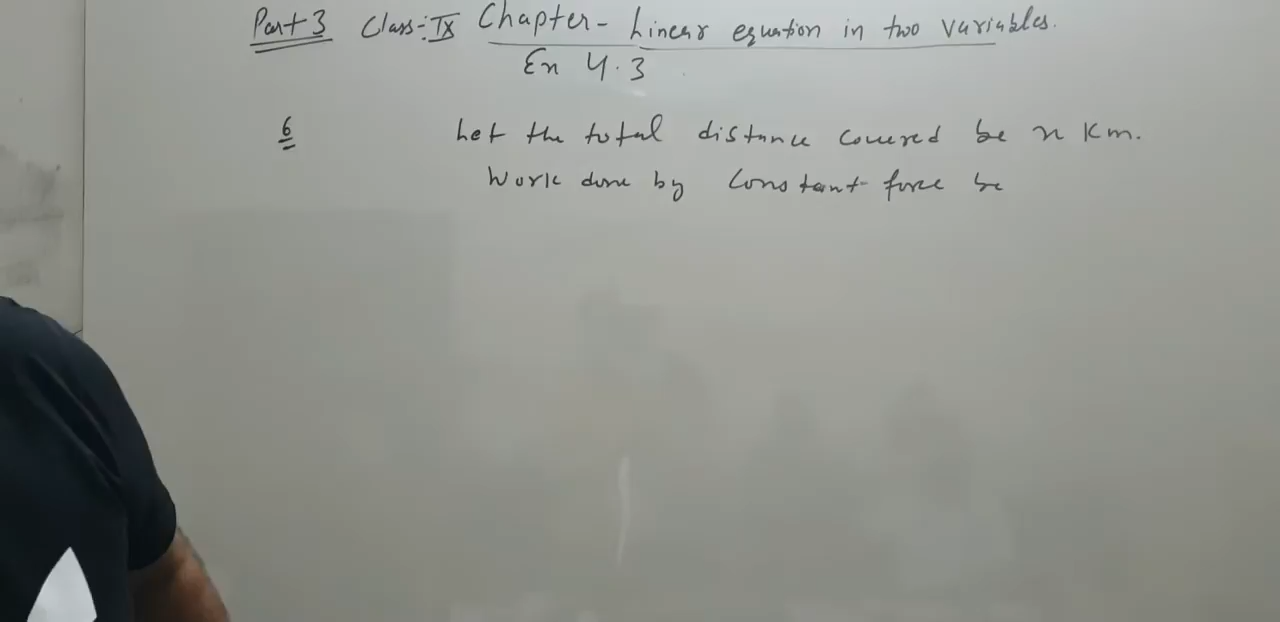 Part 3 Class:- IX Chapter - Linear equation in two variables.
Ex 4.3
6 Let the total distance covered be x Km.
Work done by constant force be